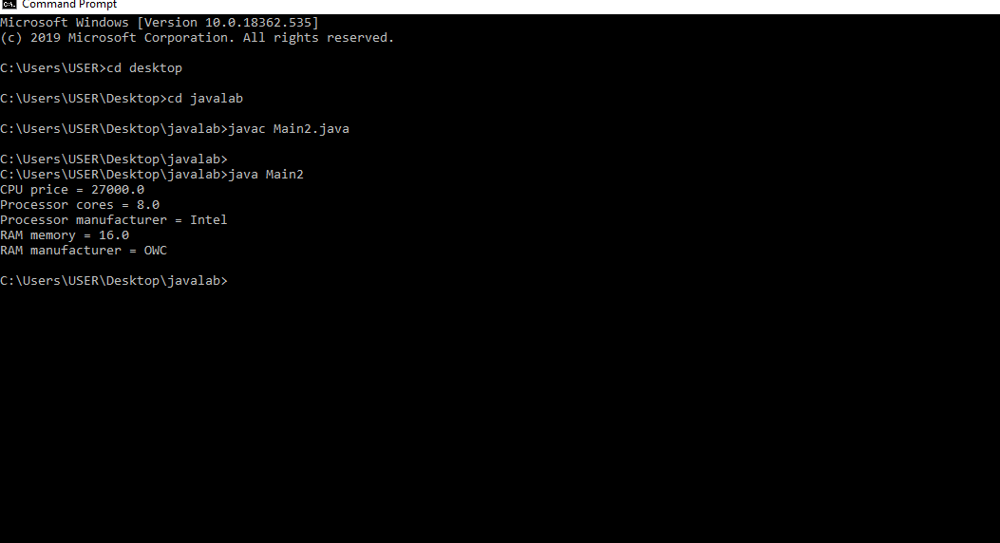 Command Prompt
Microsoft Windows [Version 10.0.18362.535]
(c) 2019 Microsoft Corporation. All rights reserved.
C:\Users\USER>cd desktop
C:\Users\USER\Desktop>cd javalab
C:\Users\USER\Desktop\javalab>javac Main2.java
C:\Users\USER\Desktop\javalab>
C:\Users\USER\Desktop\javalab>java Main2
CPU price = 27000.0
Processor cores = 8.0
Processor manufacturer = Intel
RAM memory = 16.0
RAM manufacturer = OWC
C:\Users\USER\Desktop\javalab>